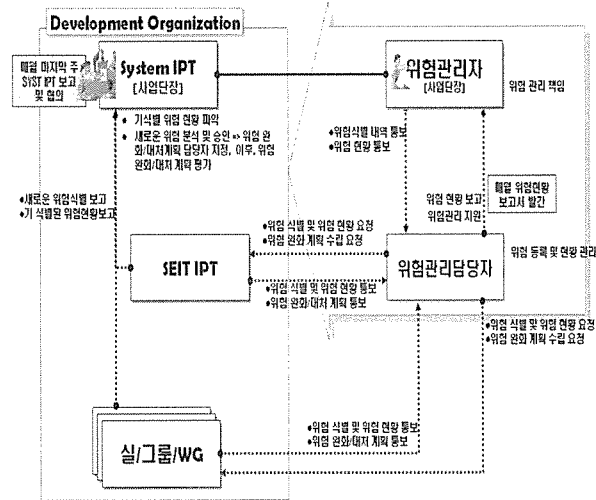 Development Organization
매월 마지막 주
SYST IPT 보고
및 협의
System IPT
[사업단장]
위험관리자
[사업단장]
위험 관리 책임
• 기식별 위험 현황 파악
• 새로운 위험 분석 및 승인 => 위험 완
화/대처계획 담당자 지정, 이후, 위험
완화/대처 계획 평가
•위험식별 내역 통보
•위험 현황 통보
매월 위험현황
보고서 발간
위험 현황 보고
위험관리 지원
•새로운 위험식별 보고
•기 식별된 위험현황보고
•위험 식별 및 위험 현황 요청
•위험 완화 계획 수립 요청
SEIT IPT
위험관리담당자
위험 등록 및 현황 관리
•위험 식별 및 위험 현황 통보
•위험 완화/대처 계획 통보
•위험 식별 및 위험 현황 요청
•위험 완화 계획 수립 요청
•위험 식별 및 위험 현황 통보
•위험 완화/대처 계획 통보
실/그룹/WG